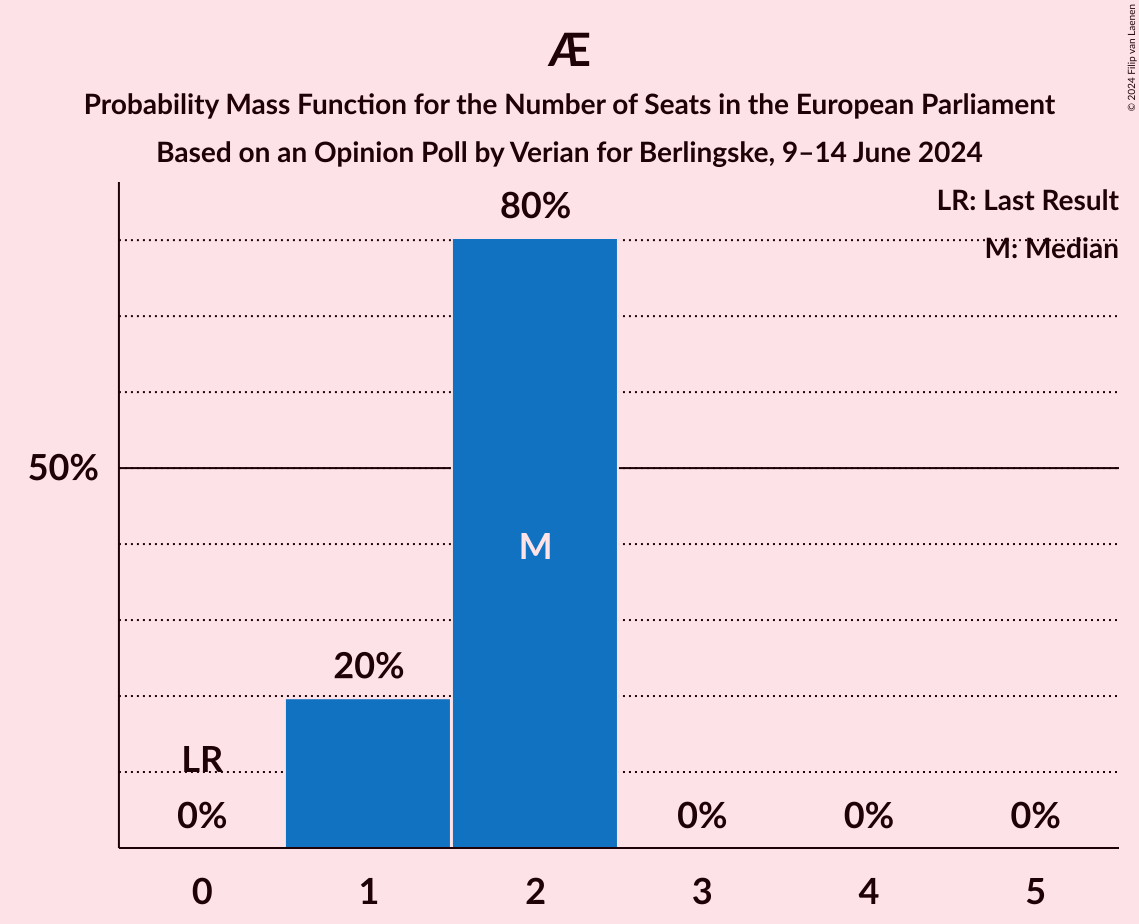 Æ
Probability Mass Function for the Number of Seats in the European Parliament
Based on an Opinion Poll by Verian for Berlingske, 9–14 June 2024
© 2024 Filip van Laenen
LR: Last Result
M: Median
80%
50%
M
20%
LR
0%
0%
0%
0%
0
1
2
3
4
5